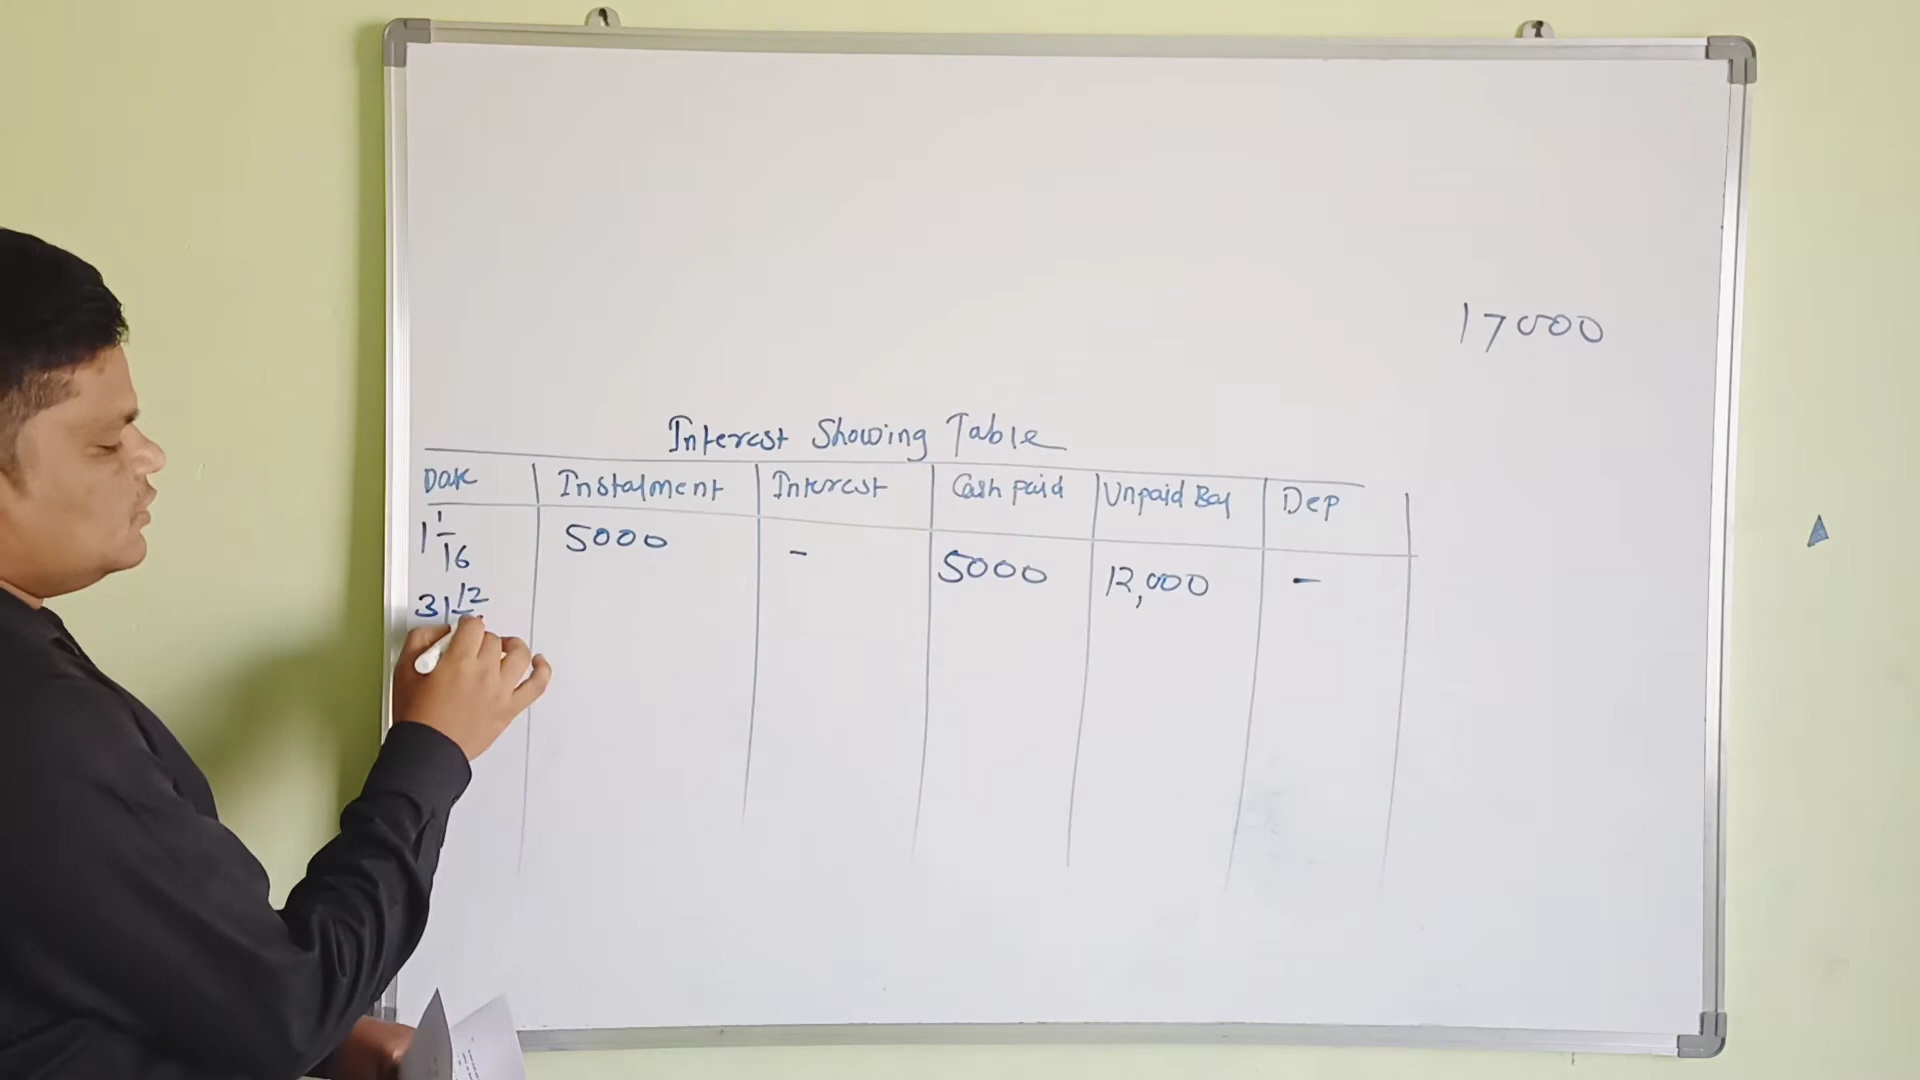 17000
Interest Showing Table
Date Instalment Interest Cash paid Unpaid Bal Dep
1 1/16 5000 - 5000 12,000 -
31 12/